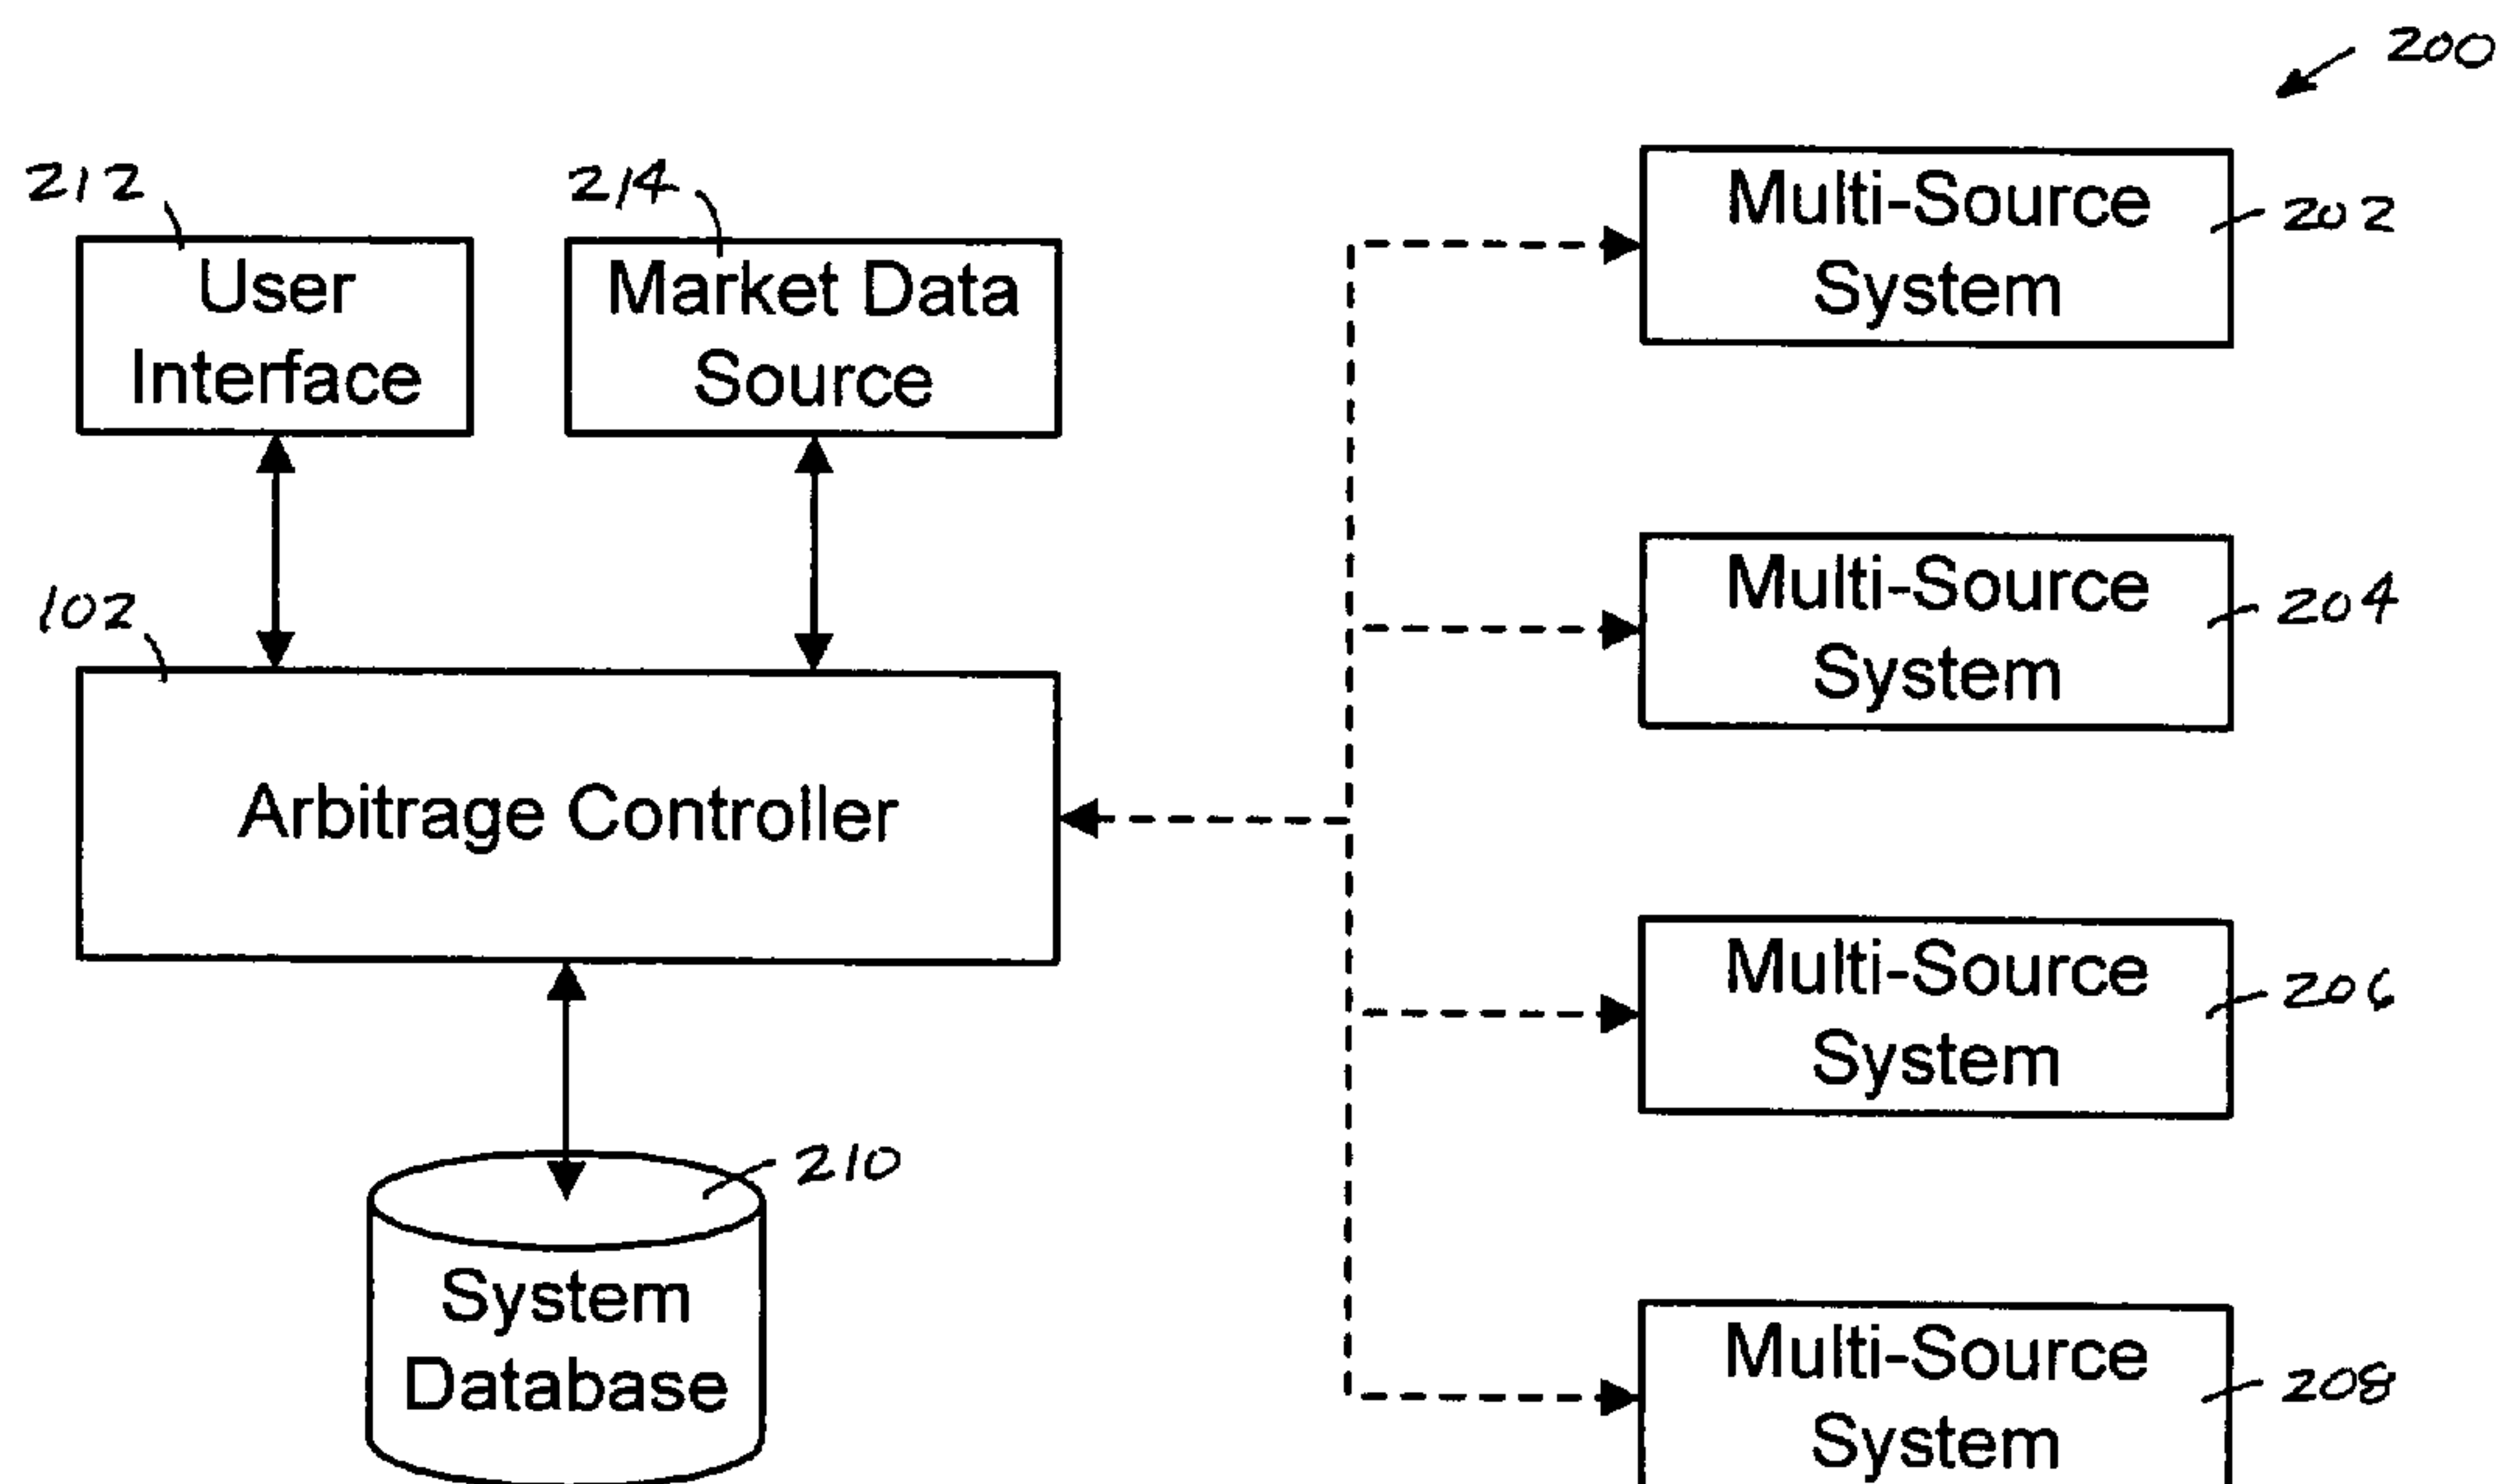 200
212
214
User
Interface
Market Data
Source
Multi-Source
System
202
102
Arbitrage Controller
Multi-Source
System
204
Multi-Source
System
206
210
System
Database
Multi-Source
System
208